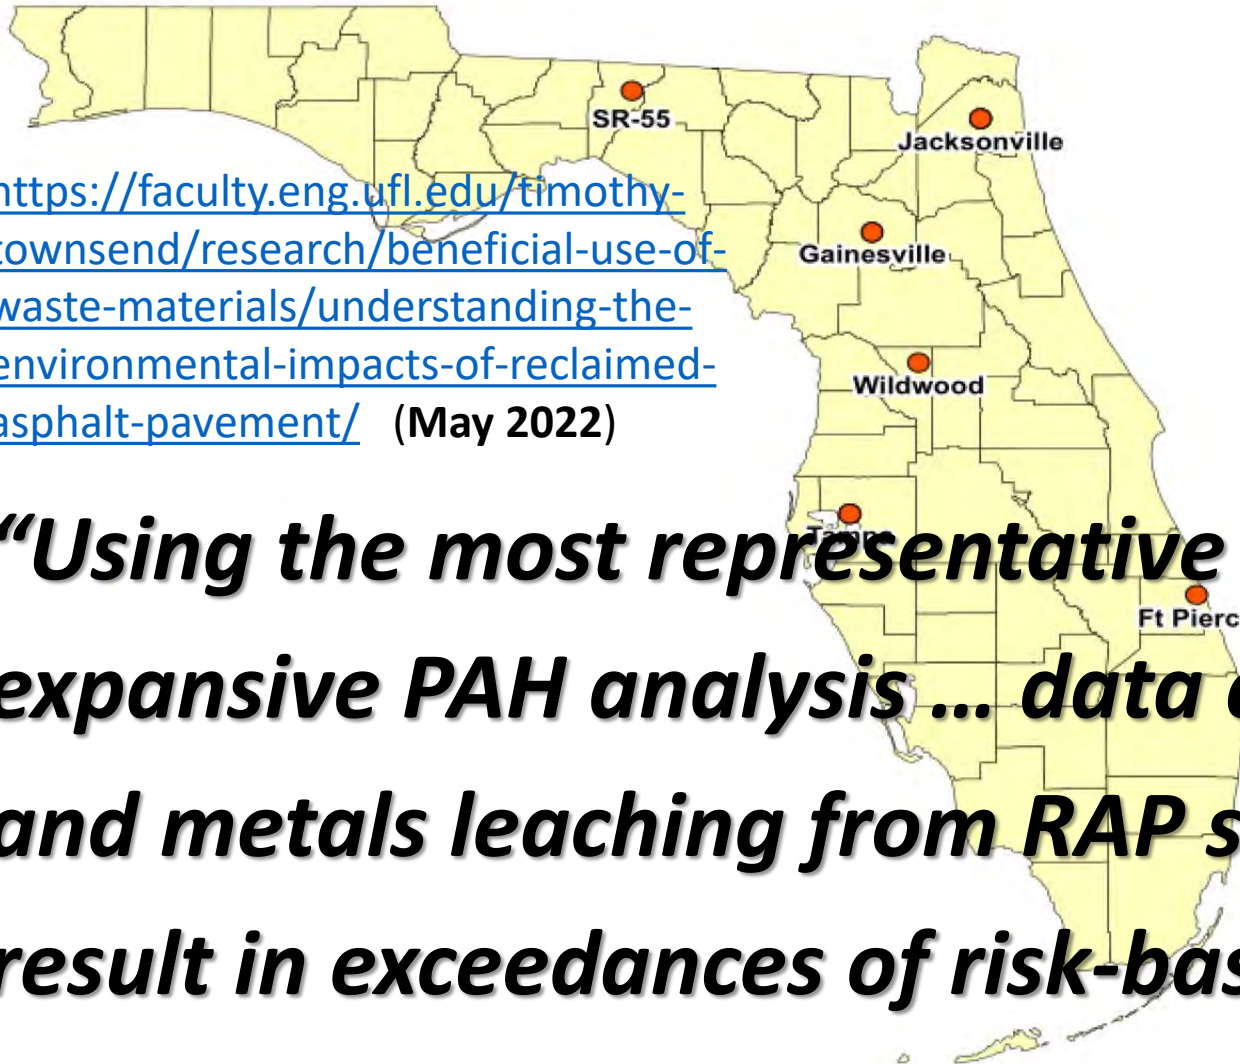 SR-55
Jacksonville
https://faculty.eng.ufl.edu/timothy-
townsend/research/beneficial-use-of-
waste-materials/understanding-the-
environmental-impacts-of-reclaimed-
asphalt-pavement/ (May 2022)
Gainesville
Wildwood
Tampa
“Using the most representative
Ft Pierc
expansive PAH analysis ... data
and metals leaching from RAP s
result in exceedances of risk-bas